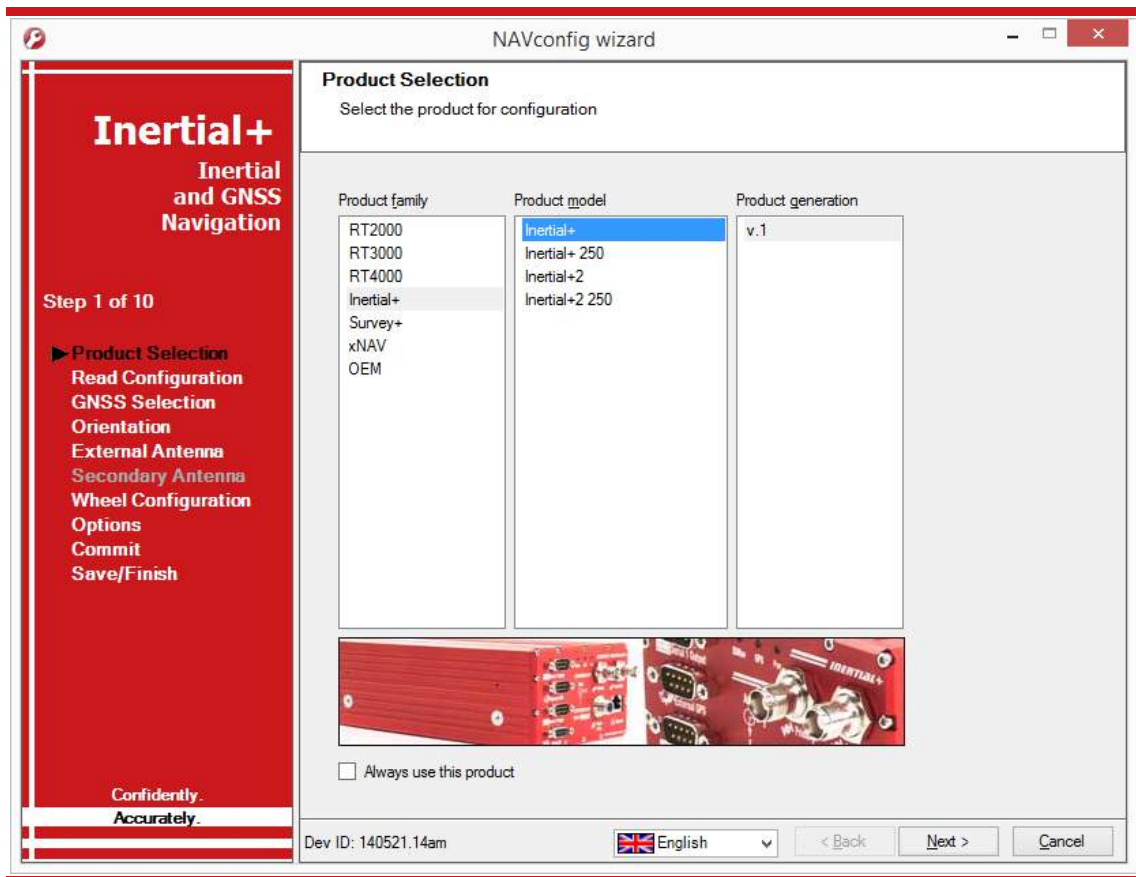 NAVconfig wizard
Inertial+
Inertial
and GNSS
Navigation
Step 1 of 10
Product Selection
Read Configuration
GNSS Selection
Orientation
External Antenna
Secondary Antenna
Wheel Configuration
Options
Commit
Save/Finish
Confidently.
Accurately.
Product Selection
Select the product for configuration
Product family
RT2000
RT3000
RT4000
Inertial+
Survey+
xNAV
OEM
Product model
Inertial+
Inertial+ 250
Inertial+2
Inertial+2 250
Product generation
v.1
INERTIAL+
Always use this product
Dev ID: 140521.14am
English
< Back
Next >
Cancel